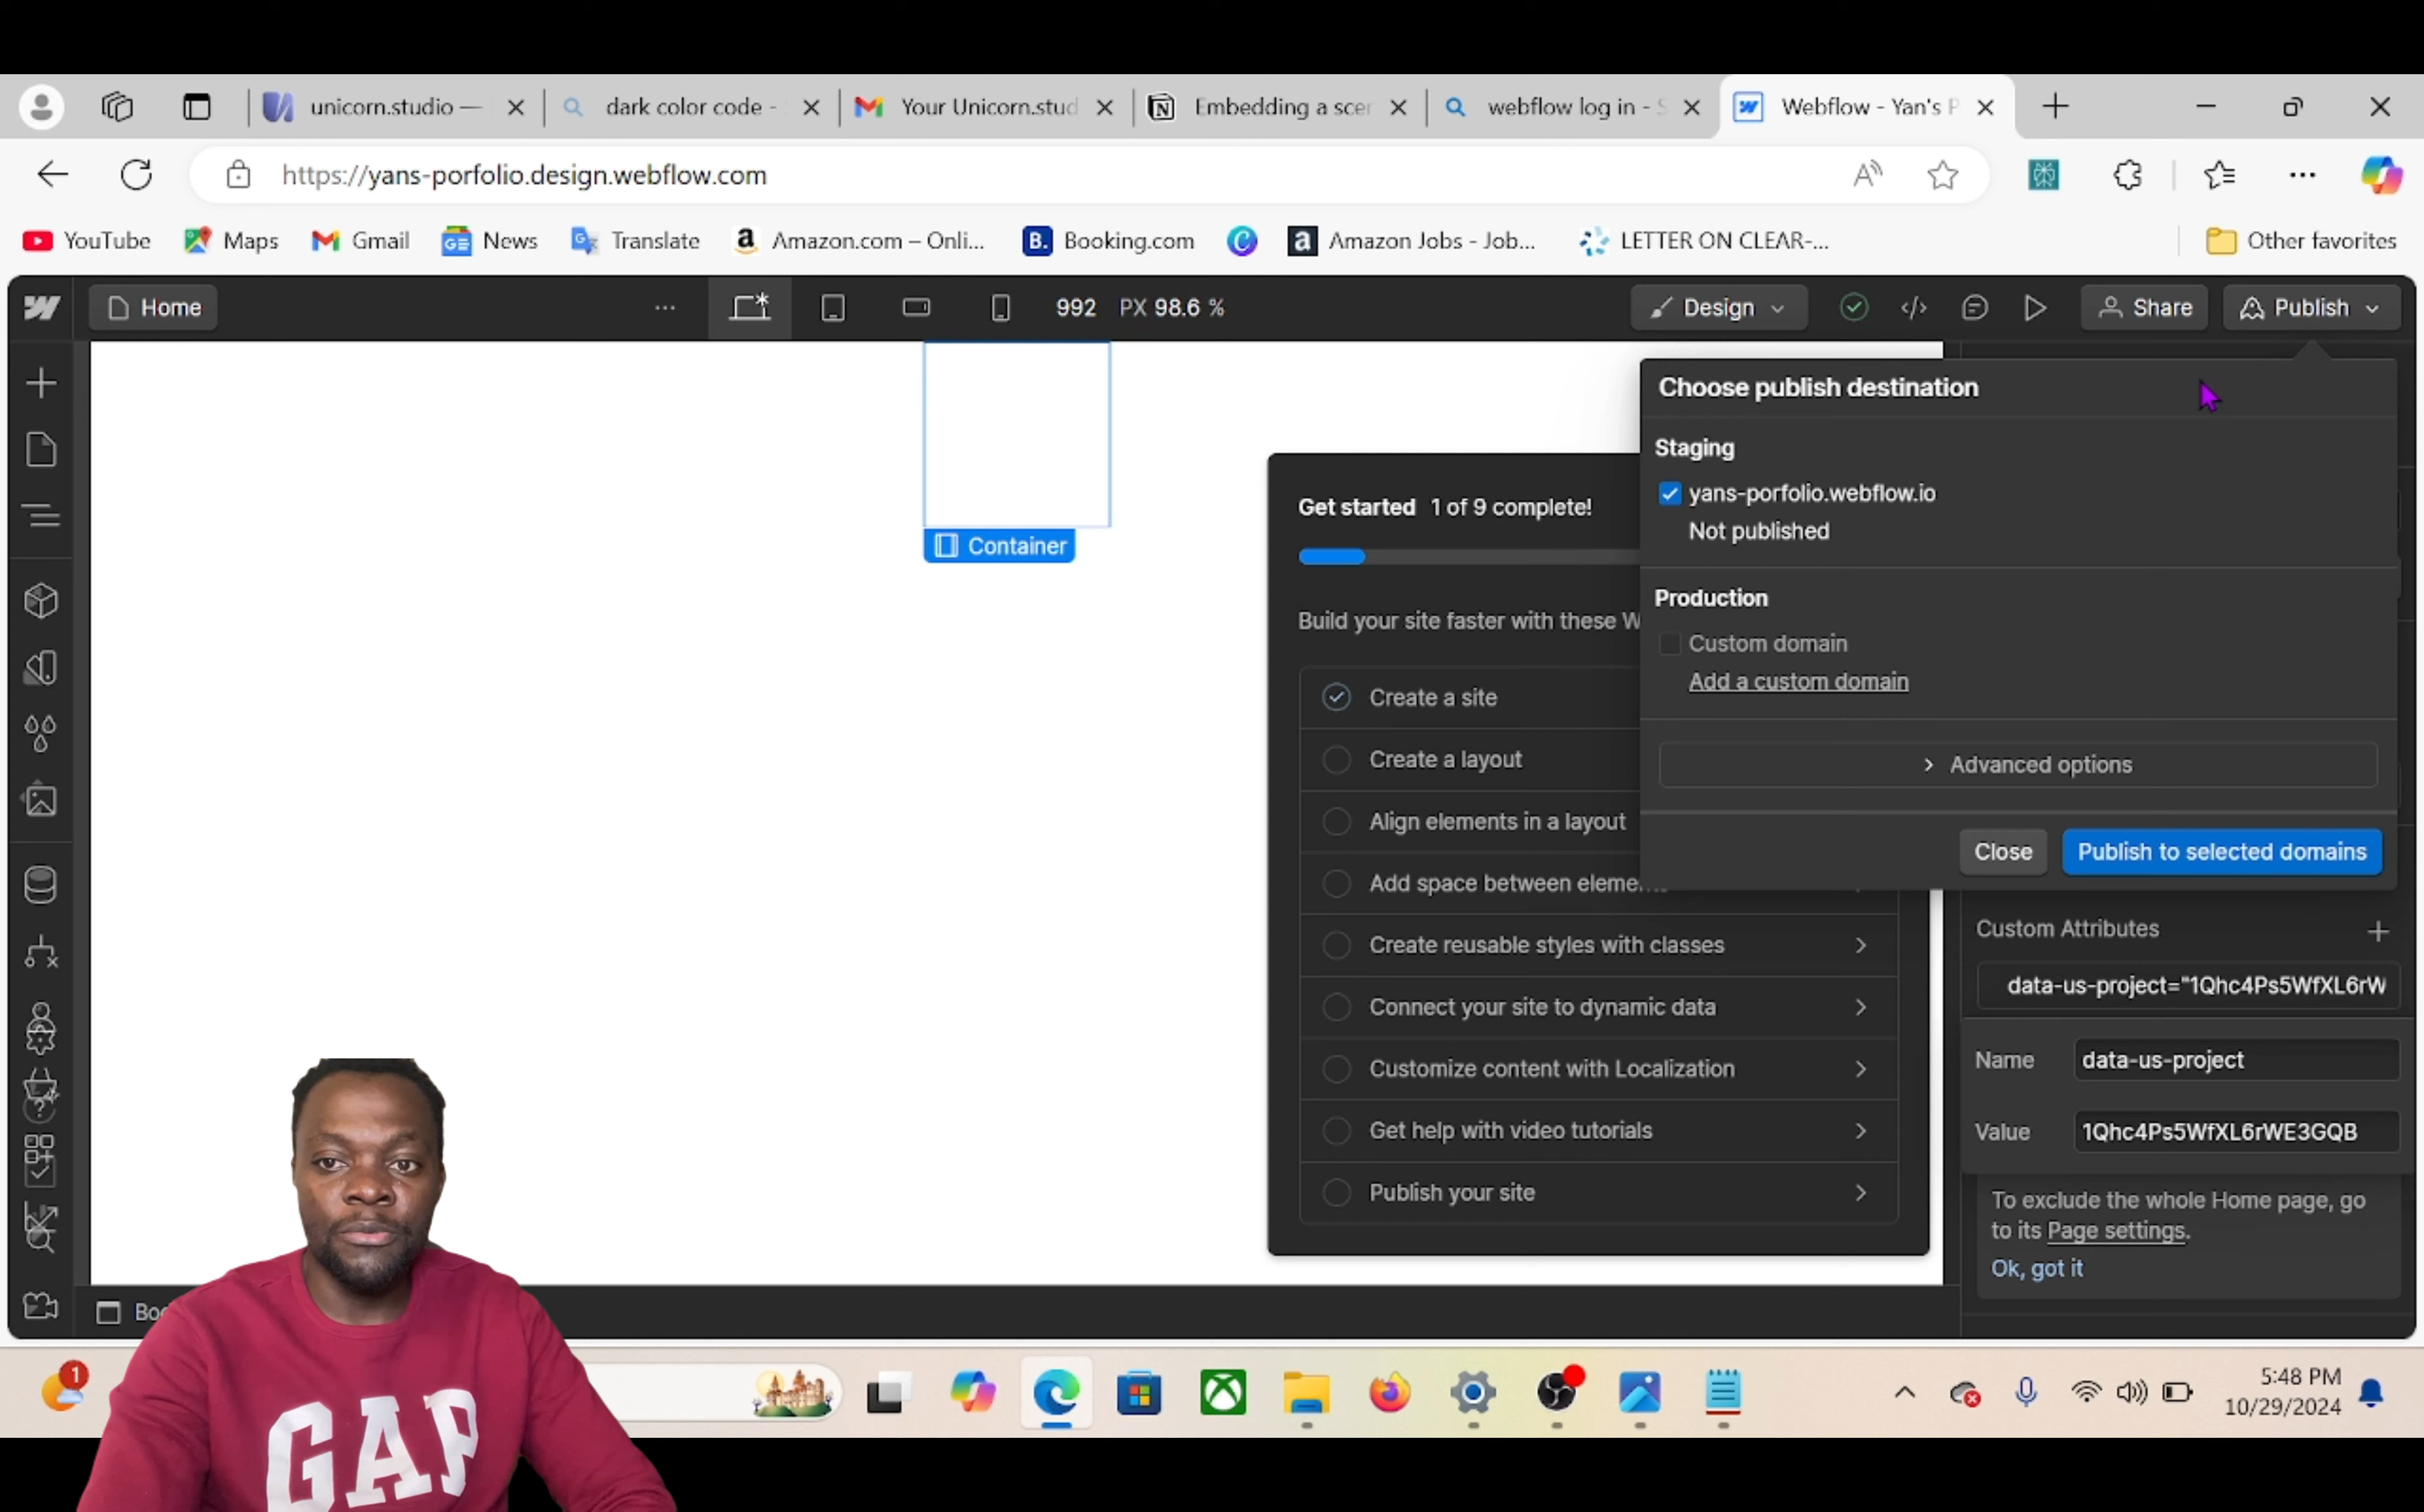 unicorn.studio —
dark color code -
Your Unicorn.stud
Embedding a scer
webflow log in - S
Webflow - Yan's P
https://yans-porfolio.design.webflow.com
YouTube
Maps
Gmail
News
Translate
Amazon.com – Onli...
B. Booking.com
Amazon Jobs - Job...
LETTER ON CLEAR-...
Other favorites
Home
992 PX 98.6 %
Design
Share
Publish
Choose publish destination
Staging
yans-porfolio.webflow.io
Not published
Production
Custom domain
Add a custom domain
Advanced options
Close
Publish to selected domains
Container
Get started 1 of 9 complete!
Build your site faster with these W
Create a site
Create a layout
Align elements in a layout
Add space between elements
Create reusable styles with classes
Connect your site to dynamic data
Customize content with Localization
Get help with video tutorials
Publish your site
Custom Attributes
data-us-project="1Qhc4Ps5WfXL6rW
Name data-us-project
Value 1Qhc4Ps5WfXL6rWE3GQB
To exclude the whole Home page, go
to its Page settings.
Ok, got it
GAP
1
5:48 PM
10/29/2024